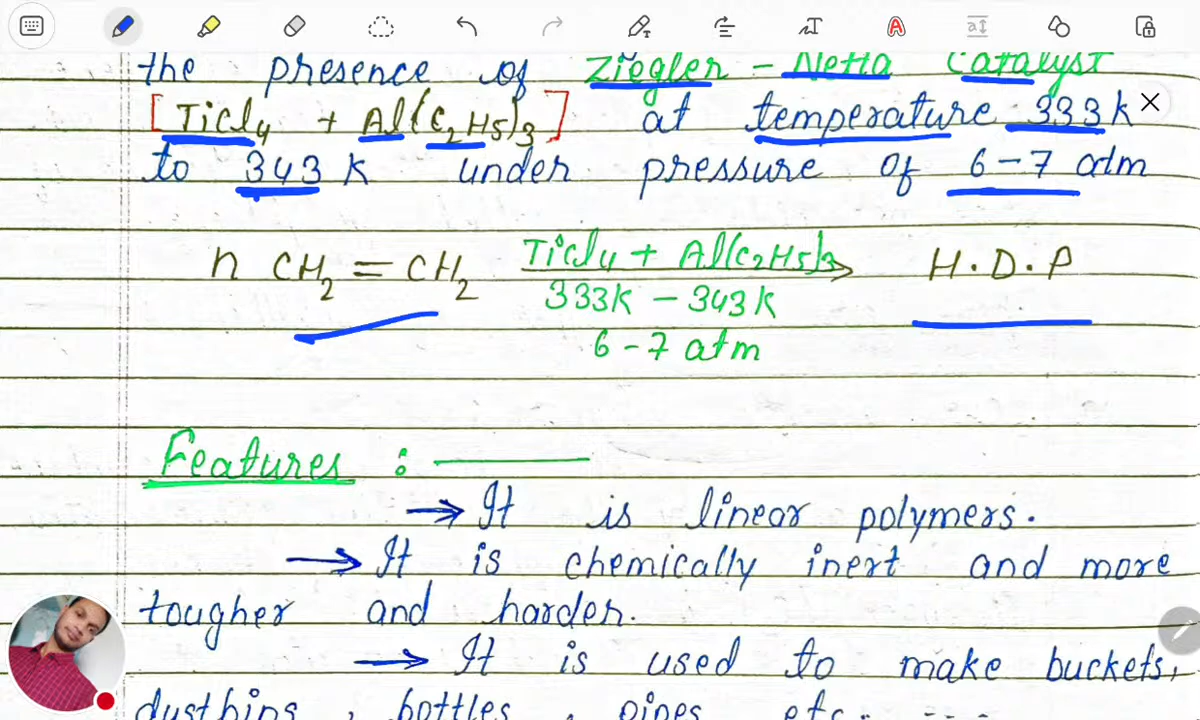 the presence of Ziegler - Netta Catalyst
[TiCl4 + Al(C2H5)3] at temperature 333k
to 343 k under pressure of 6-7 atm
n CH2 = CH2 TiCl4 + Al(C2H5)3 H.D.P
333K - 343K
6-7 atm
Features :
→ It is linear polymers.
→ It is chemically inert and more
tougher and harder.
→ It is used to make buckets,
dustbins, bottles, pipes etc.